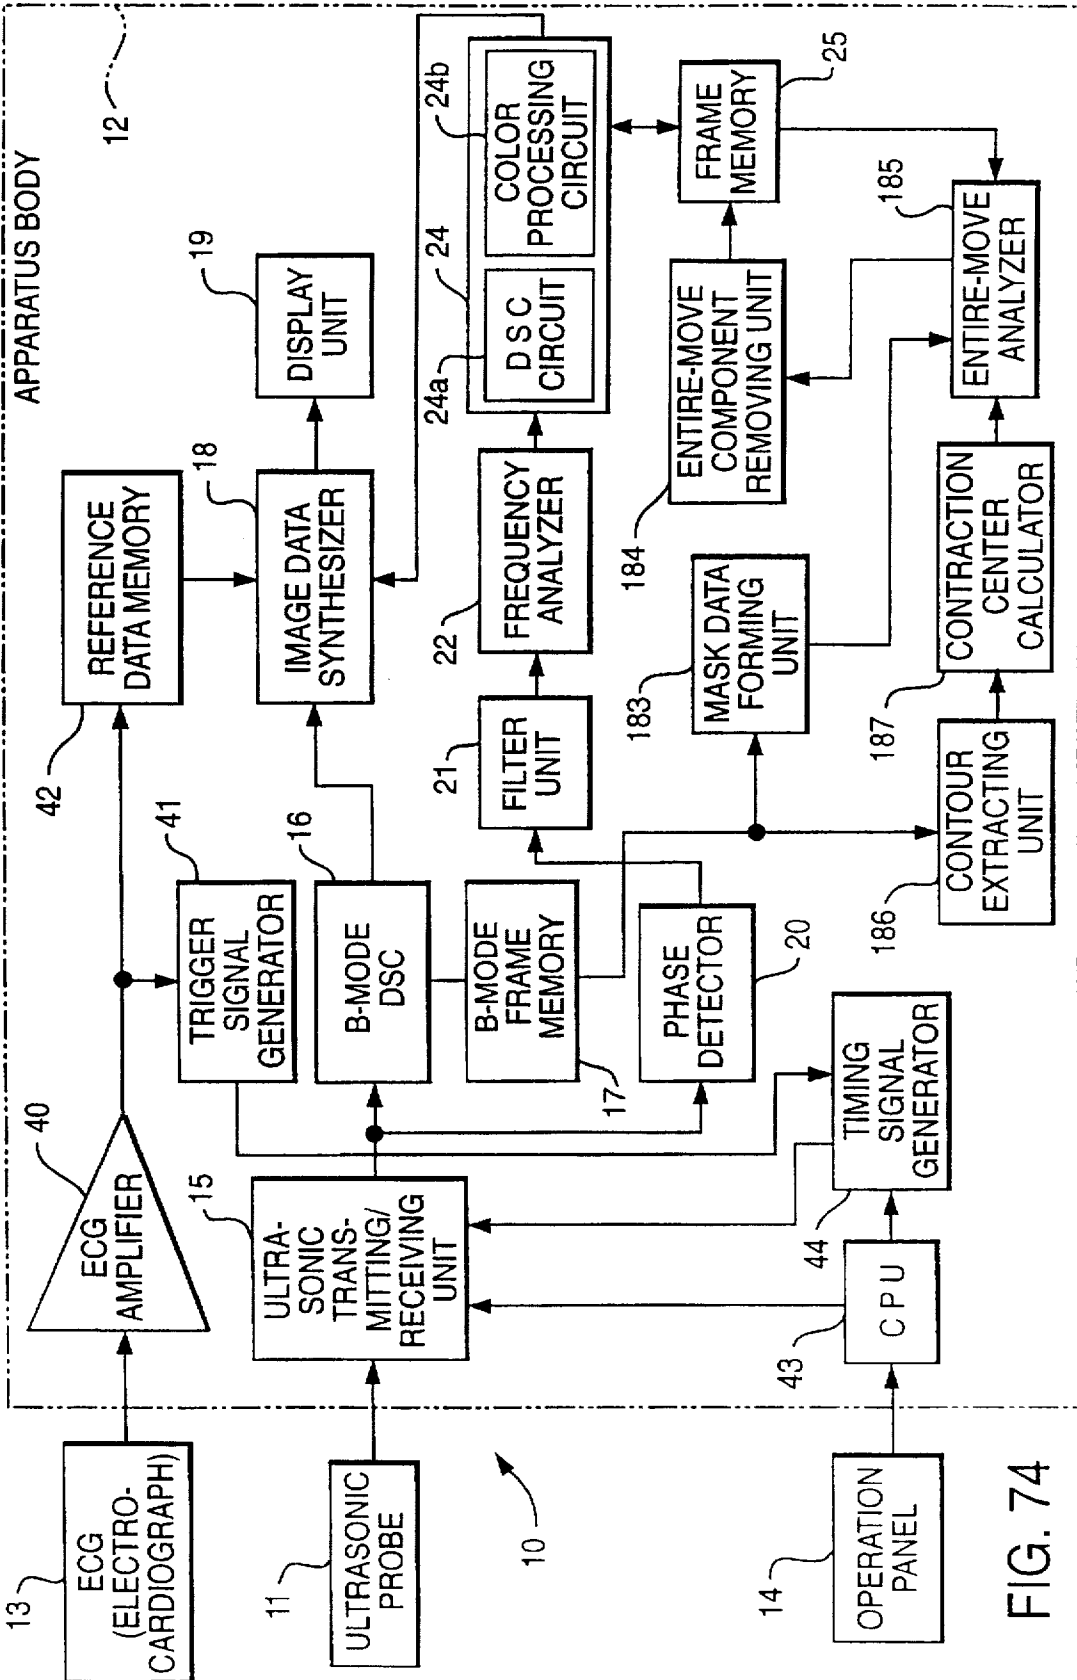 APPARATUS BODY
12
13
ECG
(ELECTRO-
CARDIOGRAPH)
40
ECG
AMPLIFIER
42
REFERENCE
DATA MEMORY
41
TRIGGER
SIGNAL
GENERATOR
11
ULTRASONIC
PROBE
15
ULTRA-
SONIC
TRANS-
MITTING/
RECEIVING
UNIT
16
B-MODE
DSC
18
IMAGE DATA
SYNTHESIZER
19
DISPLAY
UNIT
B-MODE
FRAME
MEMORY
17
21
FILTER
UNIT
22
FREQUENCY
ANALYZER
24
24a
DSC
CIRCUIT
24b
COLOR
PROCESSING
CIRCUIT
10
PHASE
DETECTOR
20
183
MASK DATA
FORMING
UNIT
184
ENTIRE-MOVE
COMPONENT
REMOVING UNIT
FRAME
MEMORY
25
14
OPERATION
PANEL
43
CPU
44
TIMING
SIGNAL
GENERATOR
186
CONTOUR
EXTRACTING
UNIT
187
CONTRACTION
CENTER
CALCULATOR
185
ENTIRE-MOVE
ANALYZER
FIG. 74